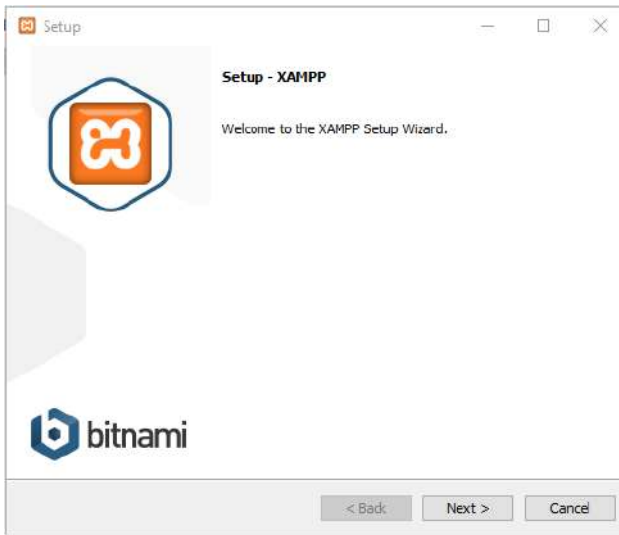 Setup
Setup - XAMPP
Welcome to the XAMPP Setup Wizard.
bitnami
< Back
Next >
Cancel